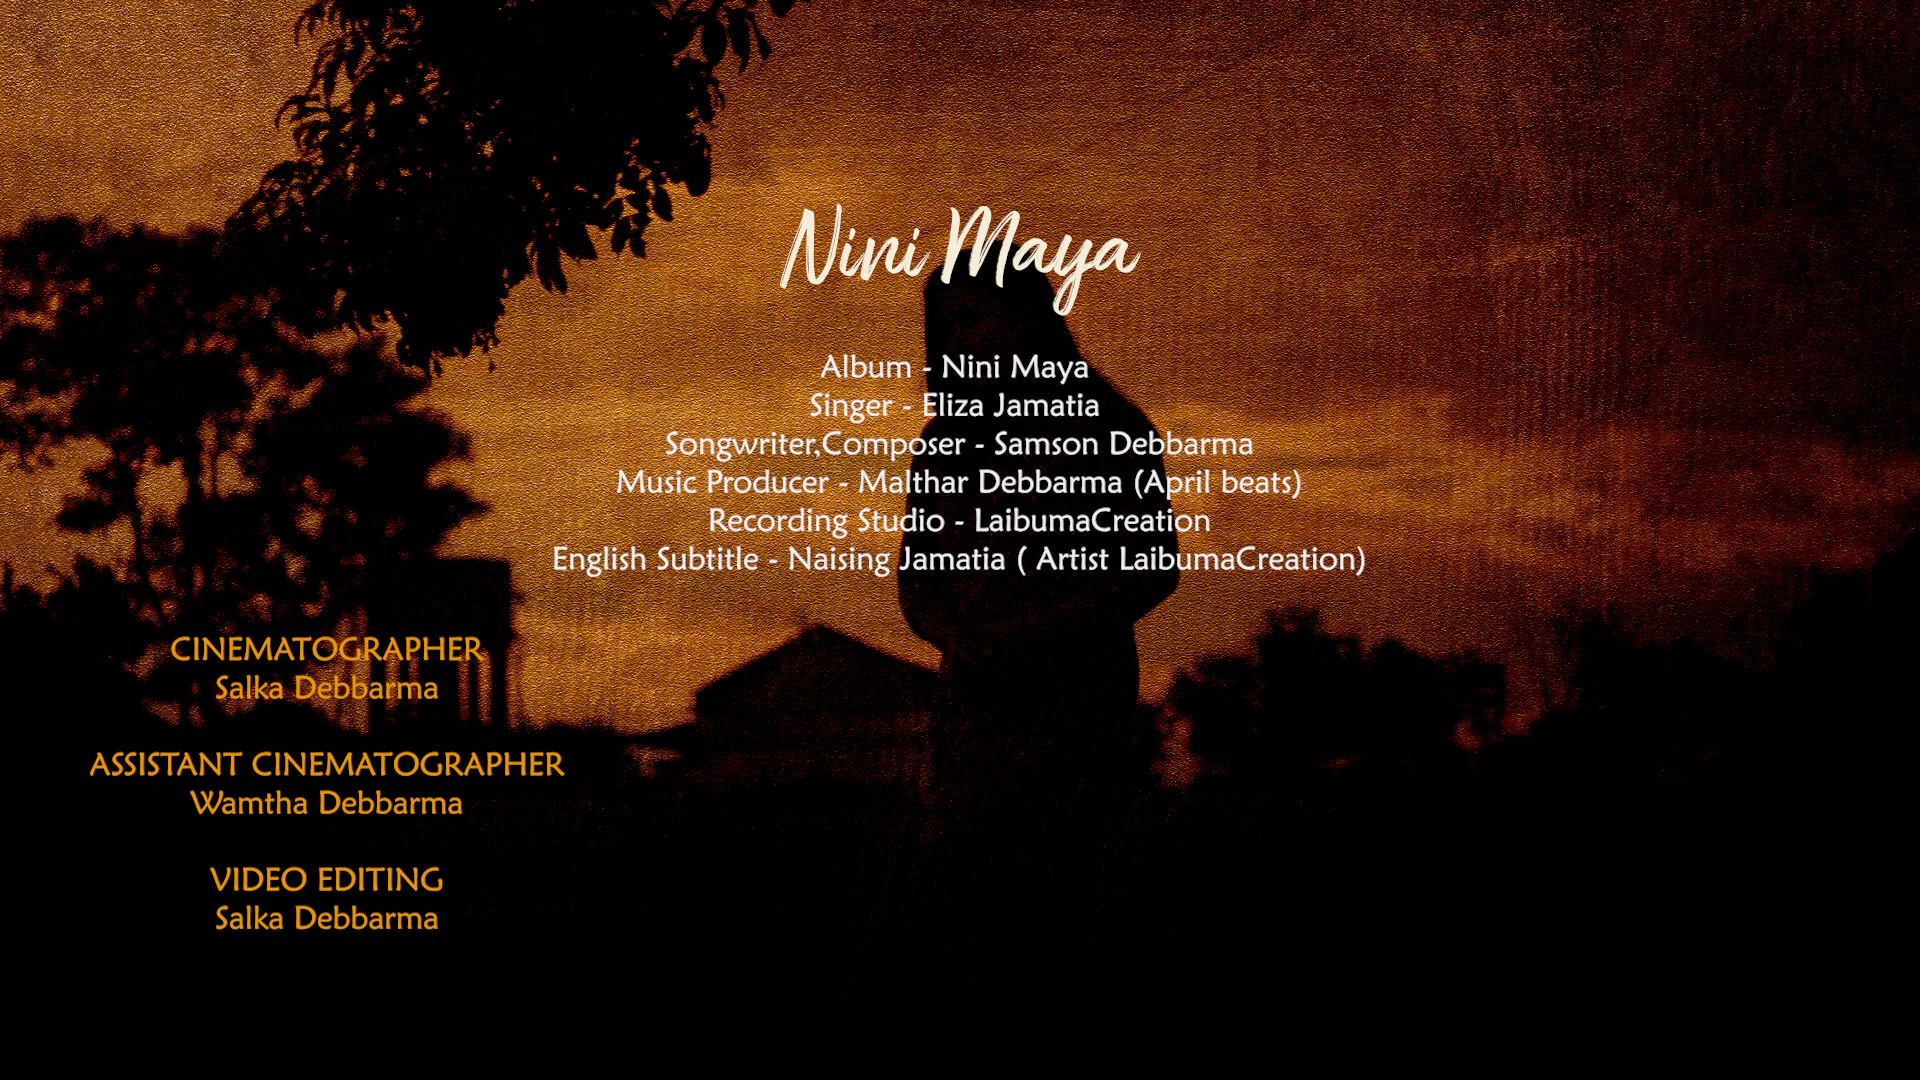 Nini Maya
Album - Nini Maya
Singer - Eliza Jamatia
Songwriter,Composer - Samson Debbarma
Music Producer - Malthar Debbarma (April beats)
Recording Studio - LaibumaCreation
English Subtitle - Naising Jamatia ( Artist LaibumaCreation)
CINEMATOGRAPHER
Salka Debbarma
ASSISTANT CINEMATOGRAPHER
Wamtha Debbarma
VIDEO EDITING
Salka Debbarma